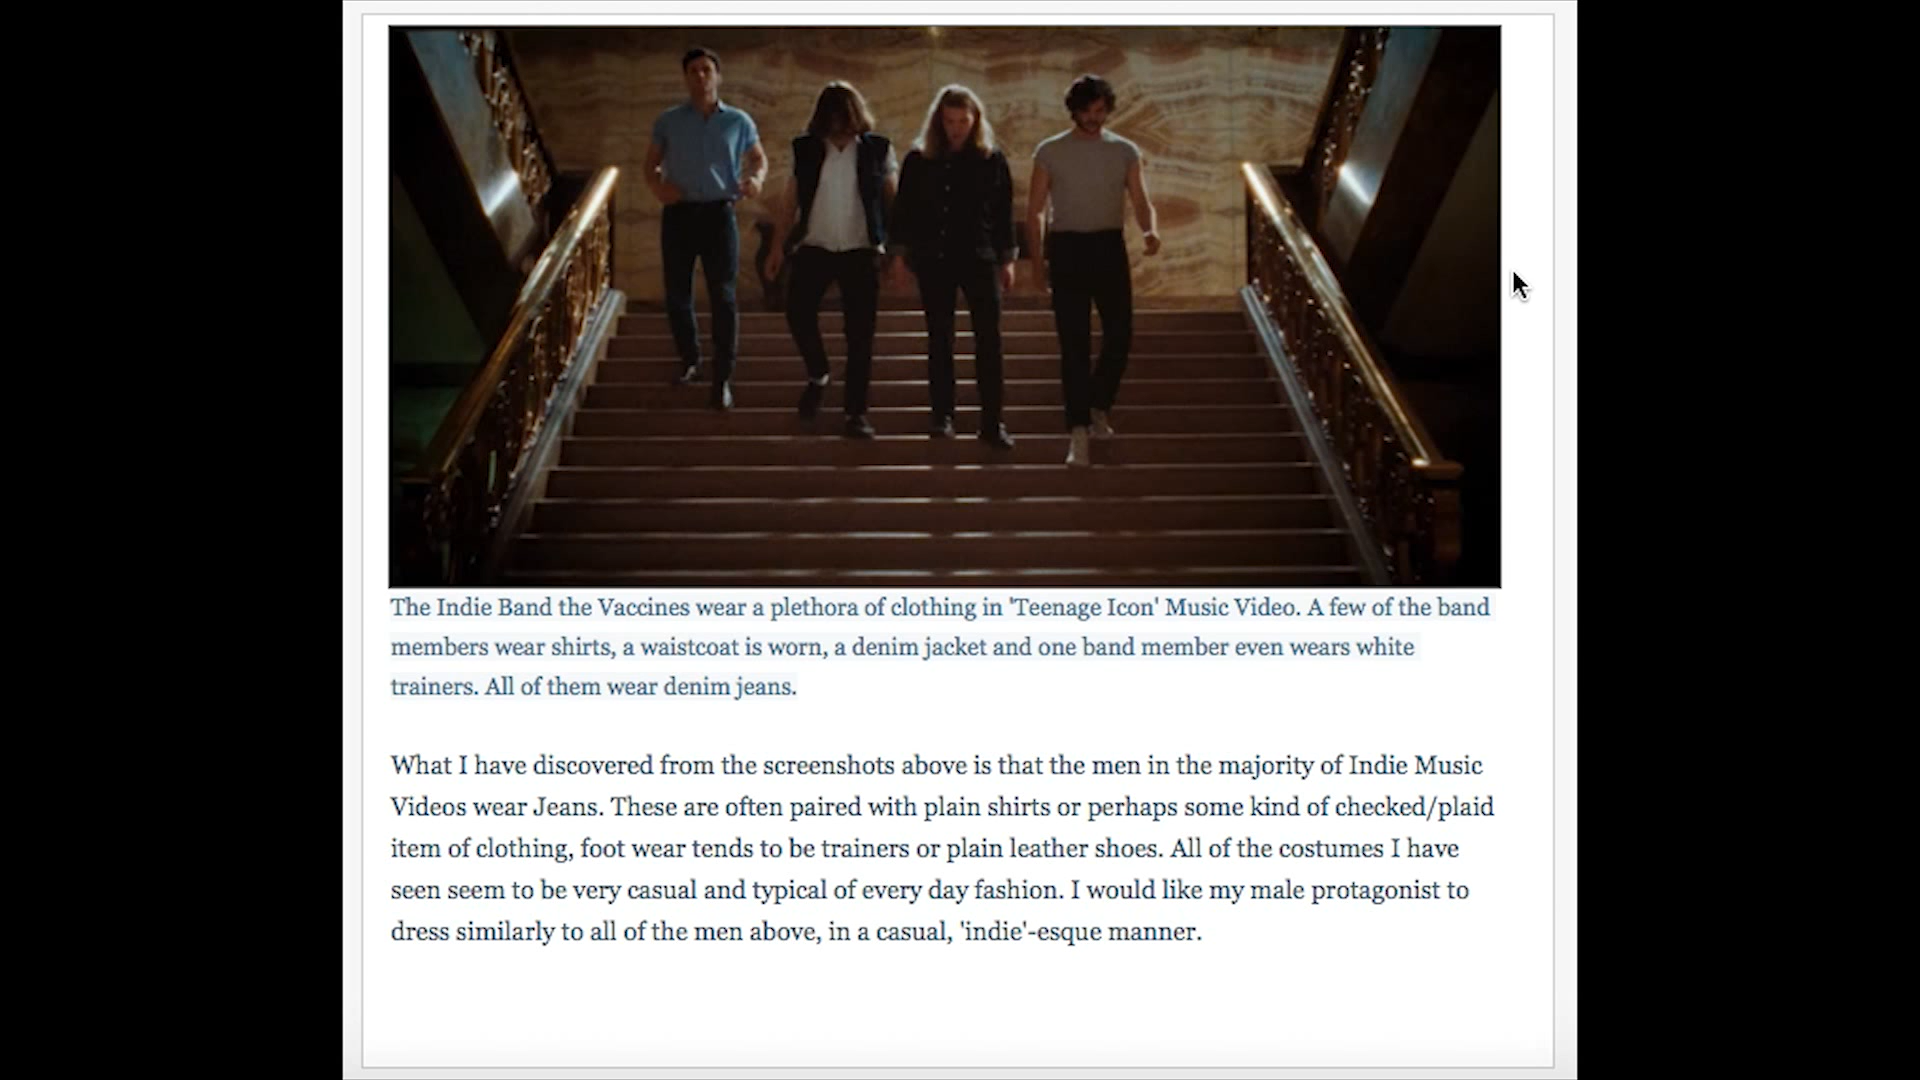 The Indie Band the Vaccines wear a plethora of clothing in 'Teenage Icon' Music Video. A few of the band
members wear shirts, a waistcoat is worn, a denim jacket and one band member even wears white
trainers. All of them wear denim jeans.
What I have discovered from the screenshots above is that the men in the majority of Indie Music
Videos wear Jeans. These are often paired with plain shirts or perhaps some kind of checked/plaid
item of clothing, foot wear tends to be trainers or plain leather shoes. All of the costumes I have
seen seem to be very casual and typical of every day fashion. I would like my male protagonist to
dress similarly to all of the men above, in a casual, 'indie'-esque manner.